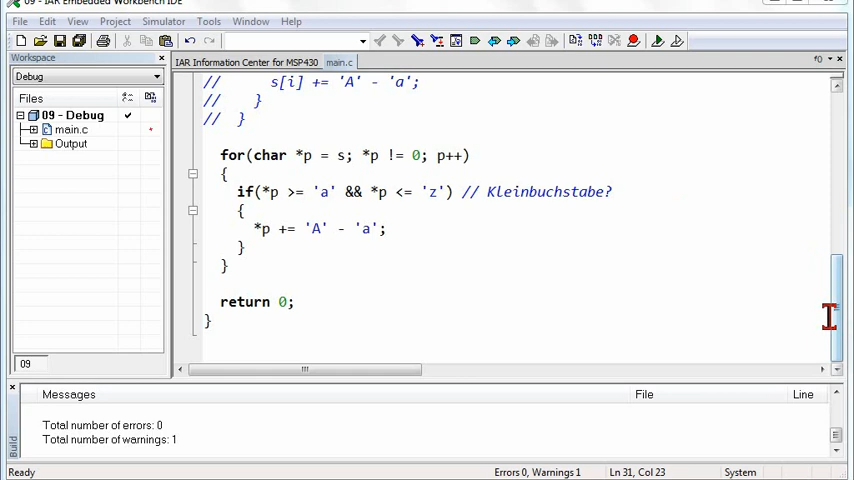 09 - IAR Embedded Workbench IDE
File Edit View Project Simulator Tools Window Help
Workspace
IAR Information Center for MSP430 main.c f()
Debug
Files
09 - Debug
main.c
Output
09
// s[i] += 'A' - 'a';
// }
// }
for(char *p = s; *p != 0; p++)
{
if(*p >= 'a' && *p <= 'z') // Kleinbuchstabe?
{
*p += 'A' - 'a';
}
}
return 0;
}
Messages File Line
Total number of errors: 0
Total number of warnings: 1
Build
Ready Errors 0, Warnings 1 Ln 31, Col 23 System